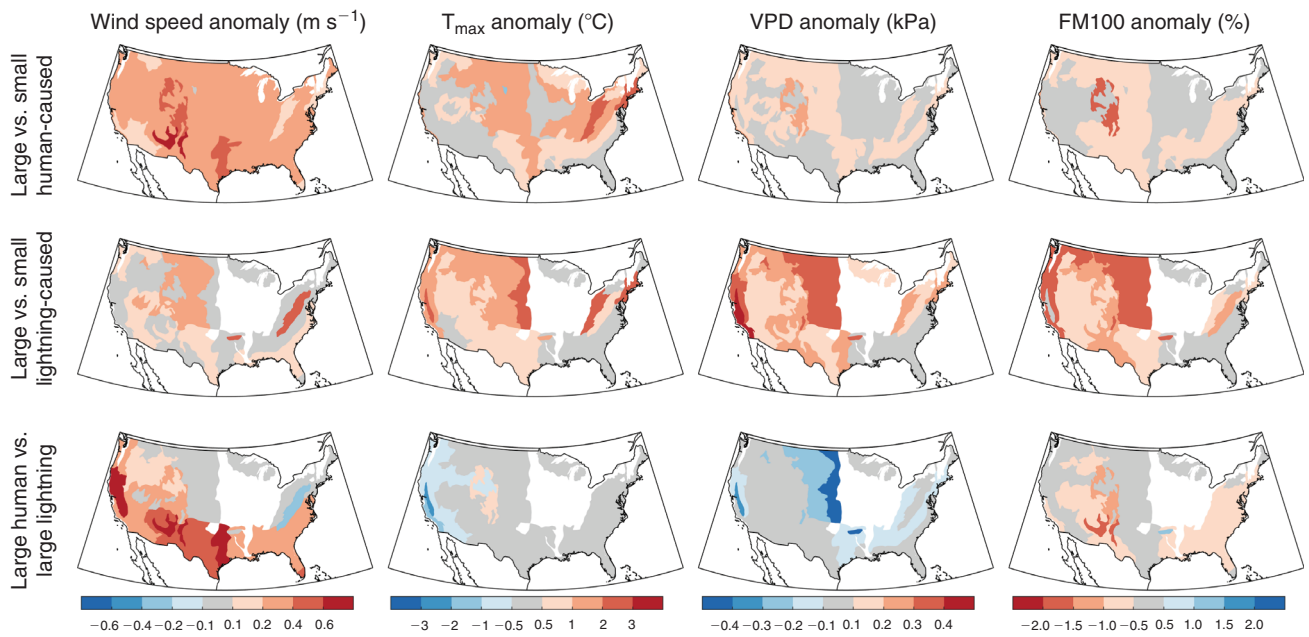 Wind speed anomaly (m s⁻¹) Tmax anomaly (°C) VPD anomaly (kPa) FM100 anomaly (%)
Large vs. small
human-caused
Large vs. small
lightning-caused
Large human vs.
large lightning
−0.6 −0.4 −0.2 −0.1 0.1 0.2 0.4 0.6 −3 −2 −1 −0.5 0.5 1 2 3 −0.4 −0.3 −0.2 −0.1 0.1 0.2 0.3 0.4 −2.0 −1.5 −1.0 −0.5 0.5 1.0 1.5 2.0